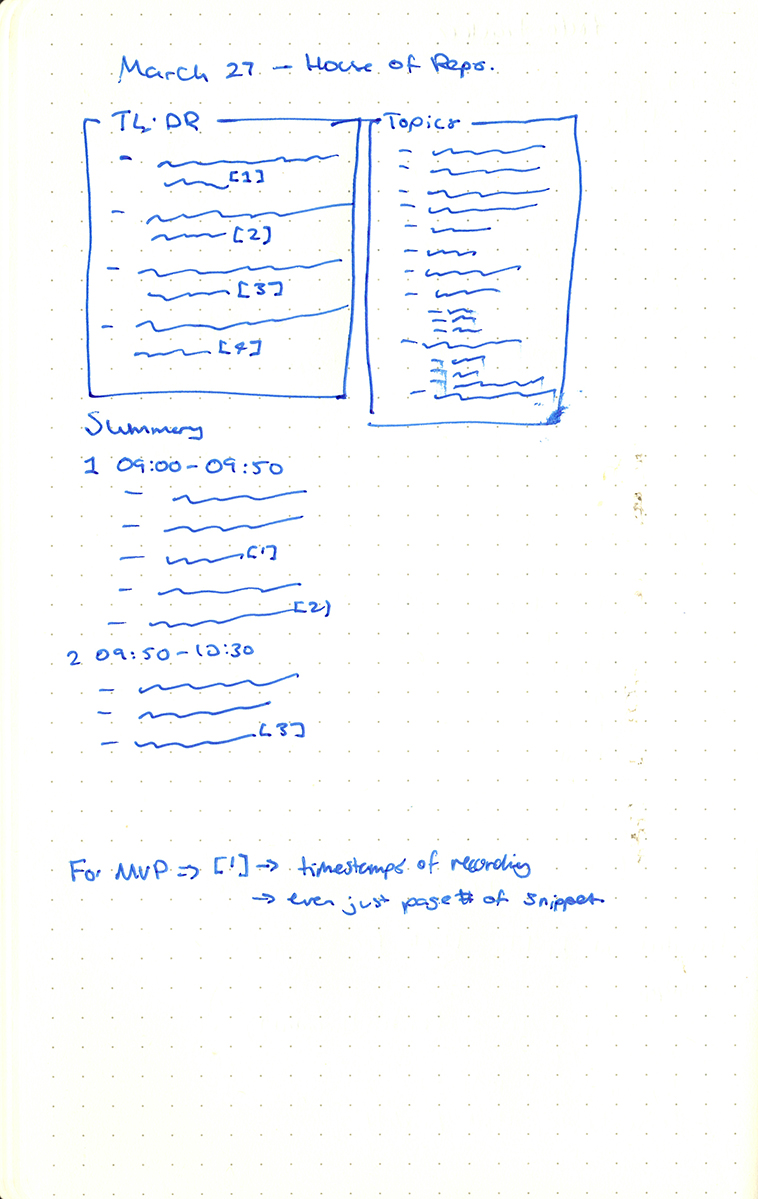 March 27 — House of Reps.
TL;DR
[1]
[2]
[3]
[4]
Topics
Summary
1 09:00 - 09:50
[1]
[2]
2 09:50 - 10:30
[3]
For MVP => [1] -> timestamps of recording
-> even just page # of snippet.